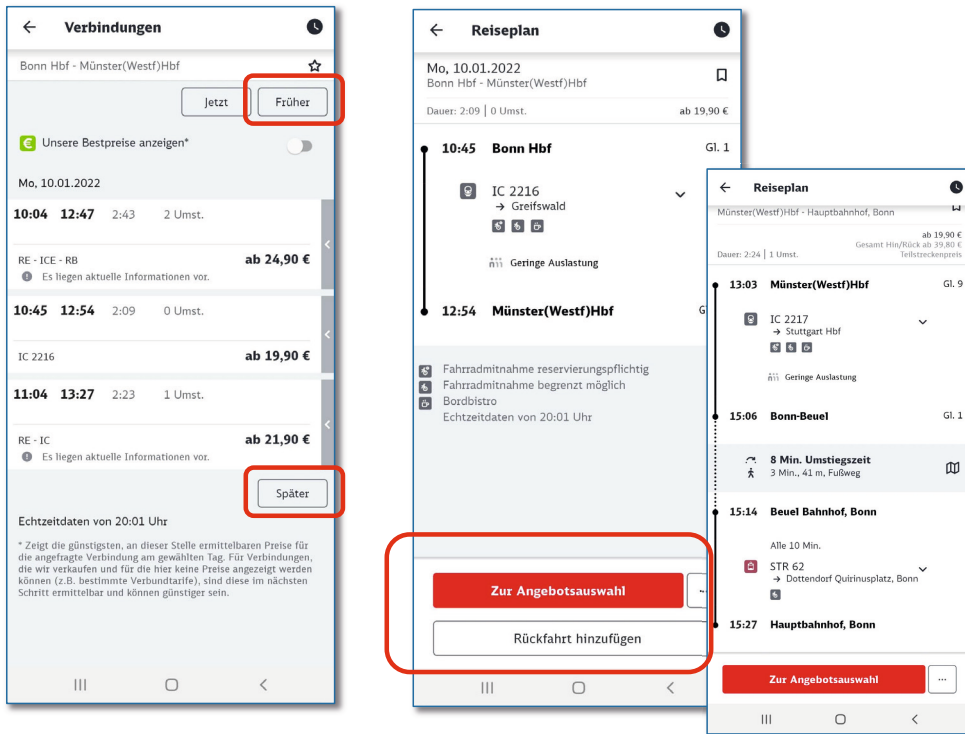 Verbindungen
Bonn Hbf - Münster(Westf)Hbf
Jetzt
Früher
€ Unsere Bestpreise anzeigen*
Mo, 10.01.2022
10:04 12:47 2:43 2 Umst.
RE - ICE - RB ab 24,90 €
Es liegen aktuelle Informationen vor.
10:45 12:54 2:09 0 Umst.
IC 2216 ab 19,90 €
11:04 13:27 2:23 1 Umst.
RE - IC ab 21,90 €
Es liegen aktuelle Informationen vor.
Später
Echtzeitdaten von 20:01 Uhr
* Zeigt die günstigsten, an dieser Stelle ermittelbaren Preise für
die angefragte Verbindung am gewählten Tag. Für Verbindungen,
die wir verkaufen und für die hier keine Preise angezeigt werden
können (z.B. bestimmte Verbundtarife), sind diese im nächsten
Schritt ermittelbar und können günstiger sein.
Reiseplan
Mo, 10.01.2022
Bonn Hbf - Münster(Westf)Hbf
Dauer: 2:09 | 0 Umst. ab 19,90 €
10:45 Bonn Hbf Gl. 1
IC 2216
→ Greifswald
Geringe Auslastung
12:54 Münster(Westf)Hbf G
Fahrradmitnahme reservierungspflichtig
Fahrradmitnahme begrenzt möglich
Bordbistro
Echtzeitdaten von 20:01 Uhr
Zur Angebotsauswahl
Rückfahrt hinzufügen
Reiseplan
Münster(Westf)Hbf - Hauptbahnhof, Bonn
ab 19,90 €
Gesamt Hin/Rück ab 39,80 €
Dauer: 2:24 | 1 Umst. Teilstreckenpreis
13:03 Münster(Westf)Hbf Gl. 9
IC 2217
→ Stuttgart Hbf
Geringe Auslastung
15:06 Bonn-Beuel Gl. 1
8 Min. Umstiegszeit
3 Min., 41 m, Fußweg
15:14 Beuel Bahnhof, Bonn
Alle 10 Min.
STR 62
→ Dottendorf Quirinusplatz, Bonn
15:27 Hauptbahnhof, Bonn
Zur Angebotsauswahl
...